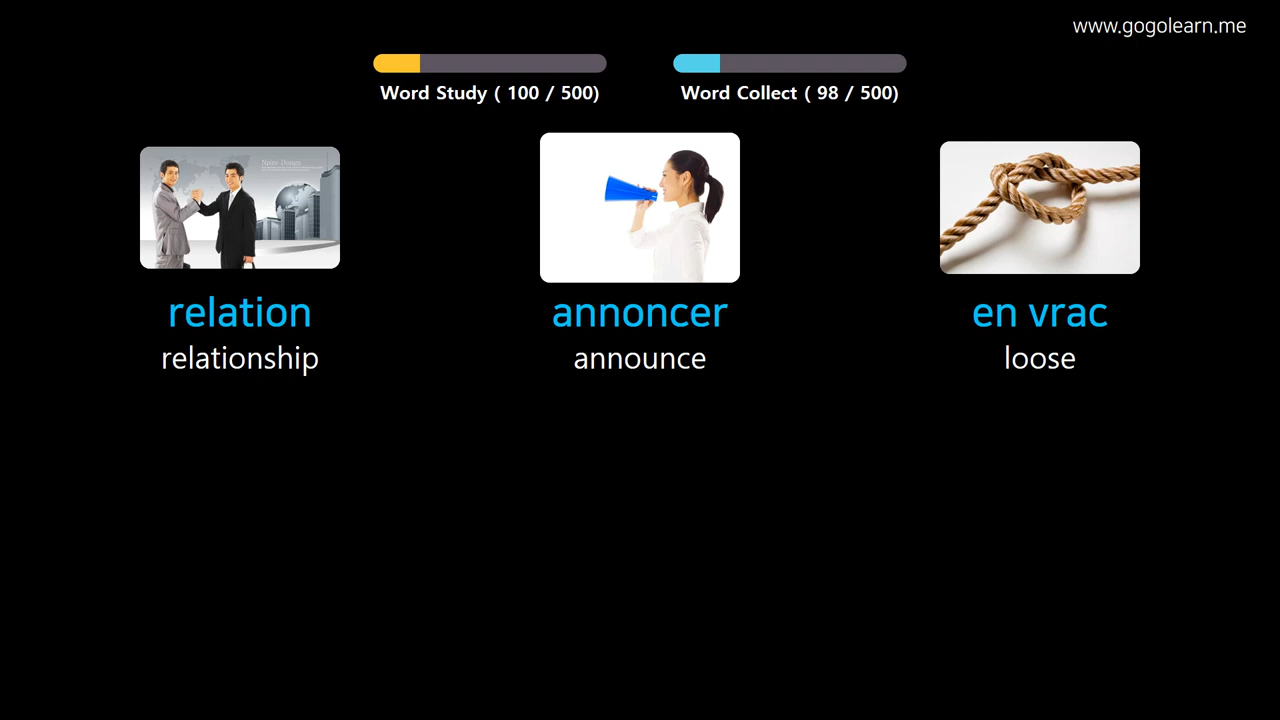 www.gogolearn.me
Word Study ( 100 / 500)
Word Collect ( 98 / 500)
relation
annoncer
en vrac
relationship
announce
loose